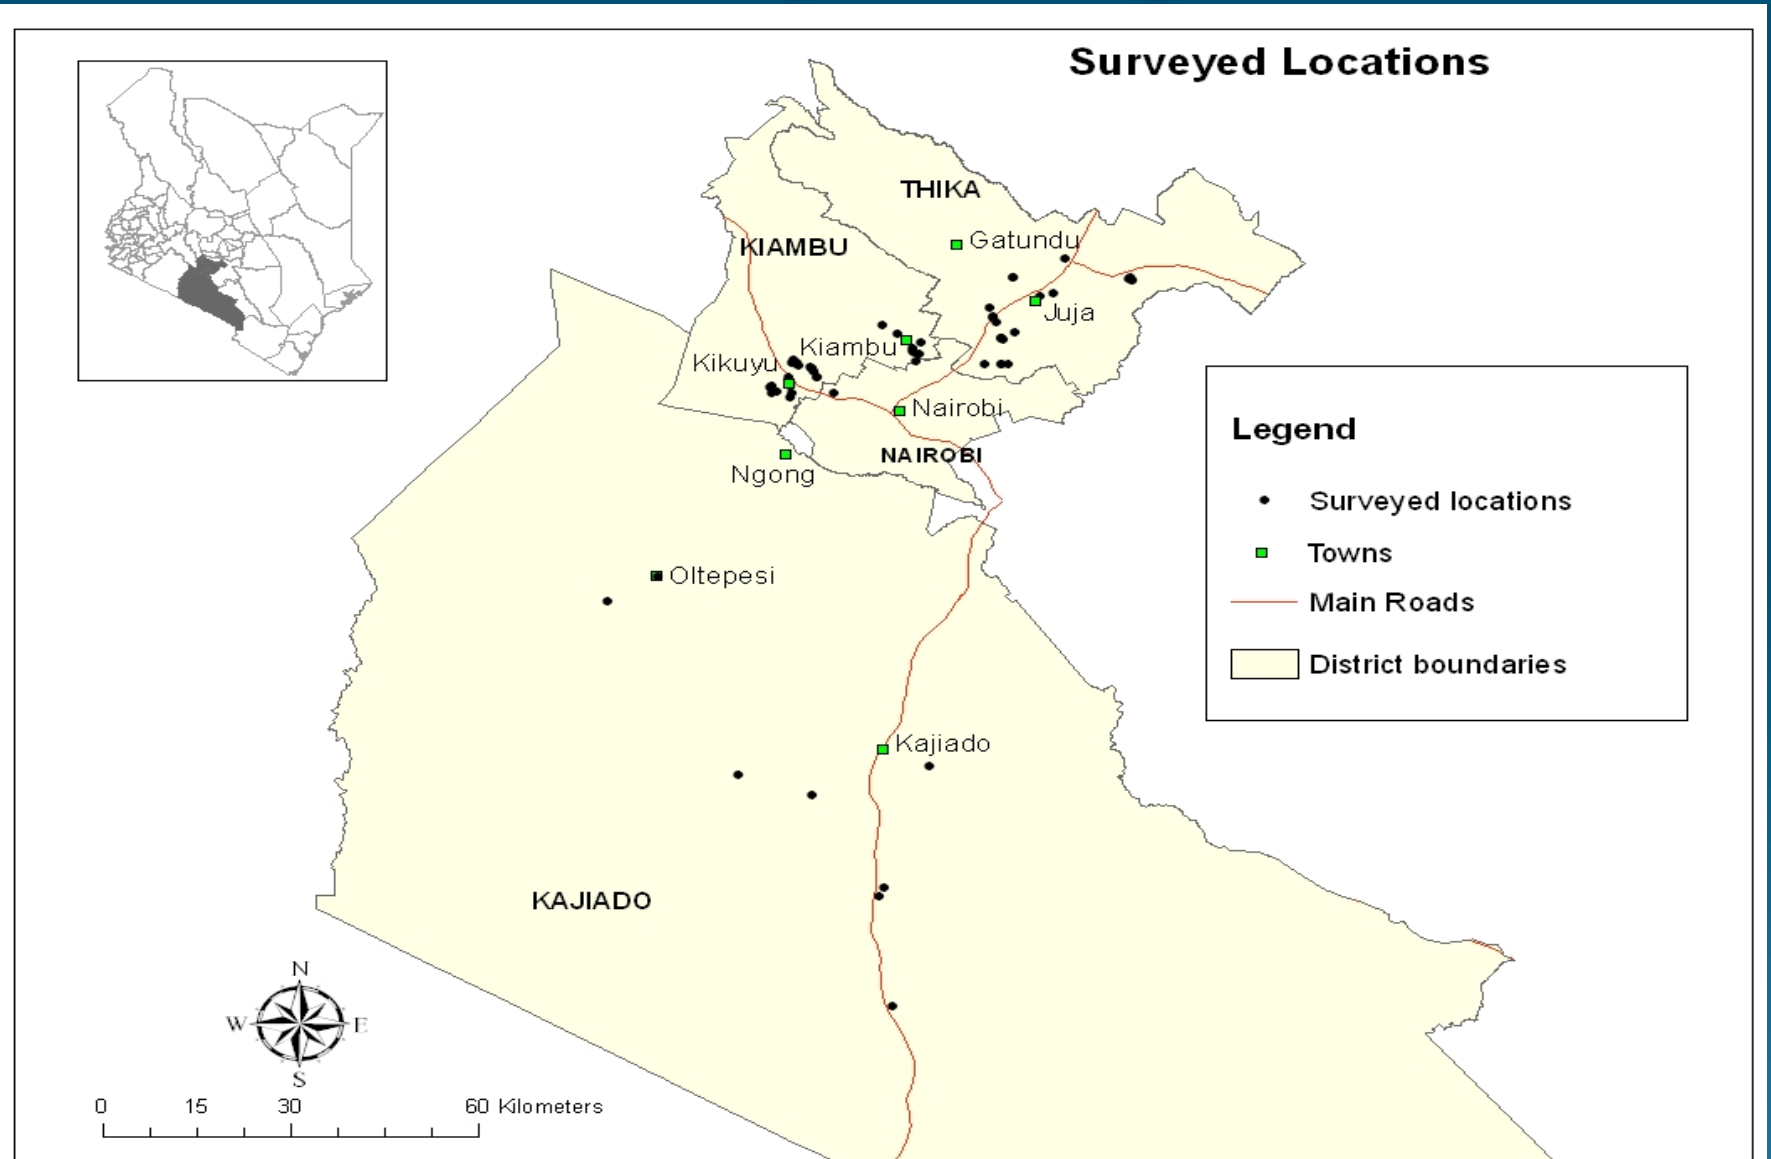 Surveyed Locations
THIKA
Gatundu
KIAMBU
Juja
Kiambu
Kikuyu
Nairobi
NAIROBI
Ngong
Oltepesi
Kajiado
KAJIADO
Legend
Surveyed locations
Towns
Main Roads
District boundaries
N
W E
S
0 15 30 60 Kilometers